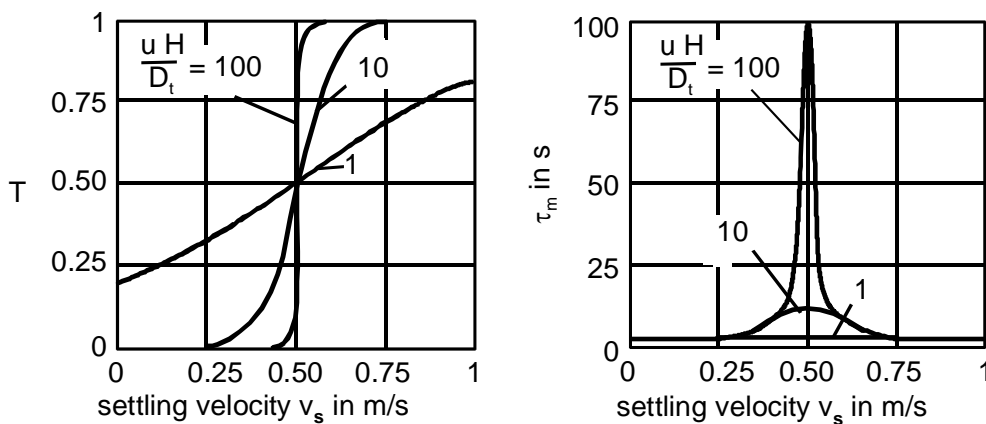 1
0.75
0.50
0.25
0
T
u H
D_t
= 100
10
1
0 0.25 0.50 0.75 1
settling velocity v_s in m/s
100
75
50
25
0
τ_m in s
u H
D_t
= 100
10
1
0 0.25 0.50 0.75 1
settling velocity v_s in m/s